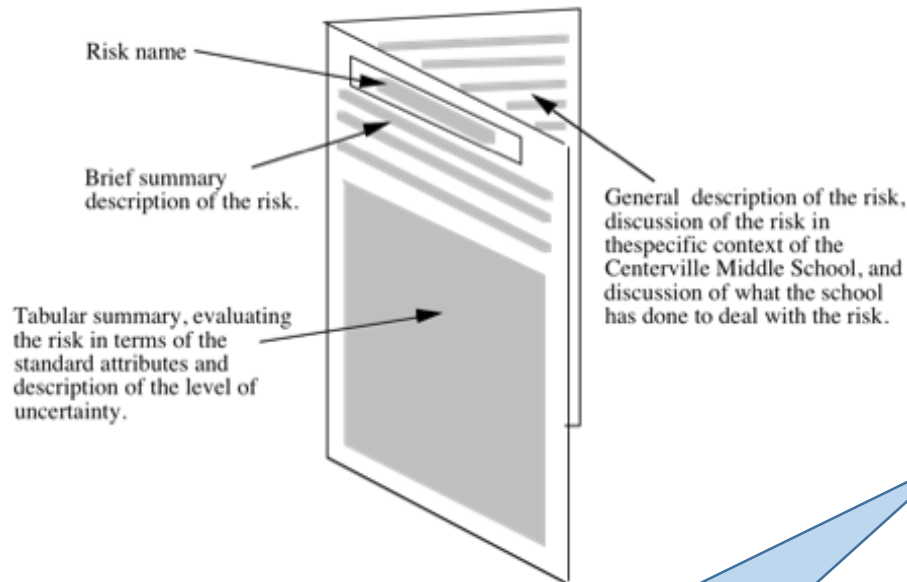 Risk name
Brief summary
description of the risk.
Tabular summary, evaluating
the risk in terms of the
standard attributes and
description of the level of
uncertainty.
General description of the risk,
discussion of the risk in
thespecific context of the
Centerville Middle School, and
discussion of what the school
has done to deal with the risk.